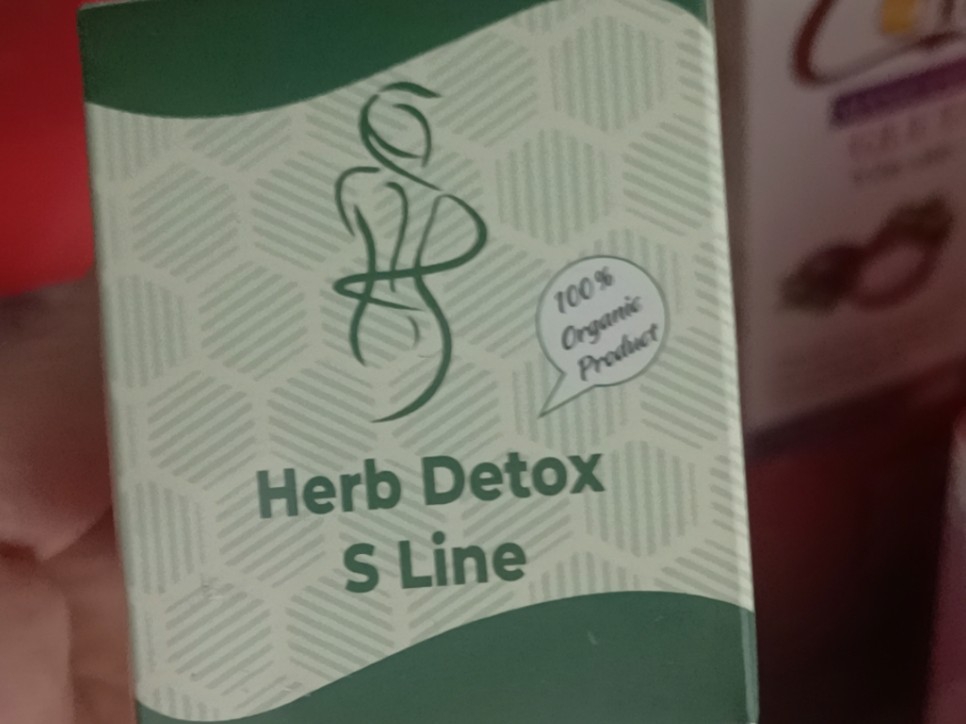 100%
Organic
Product
Herb Detox
S Line